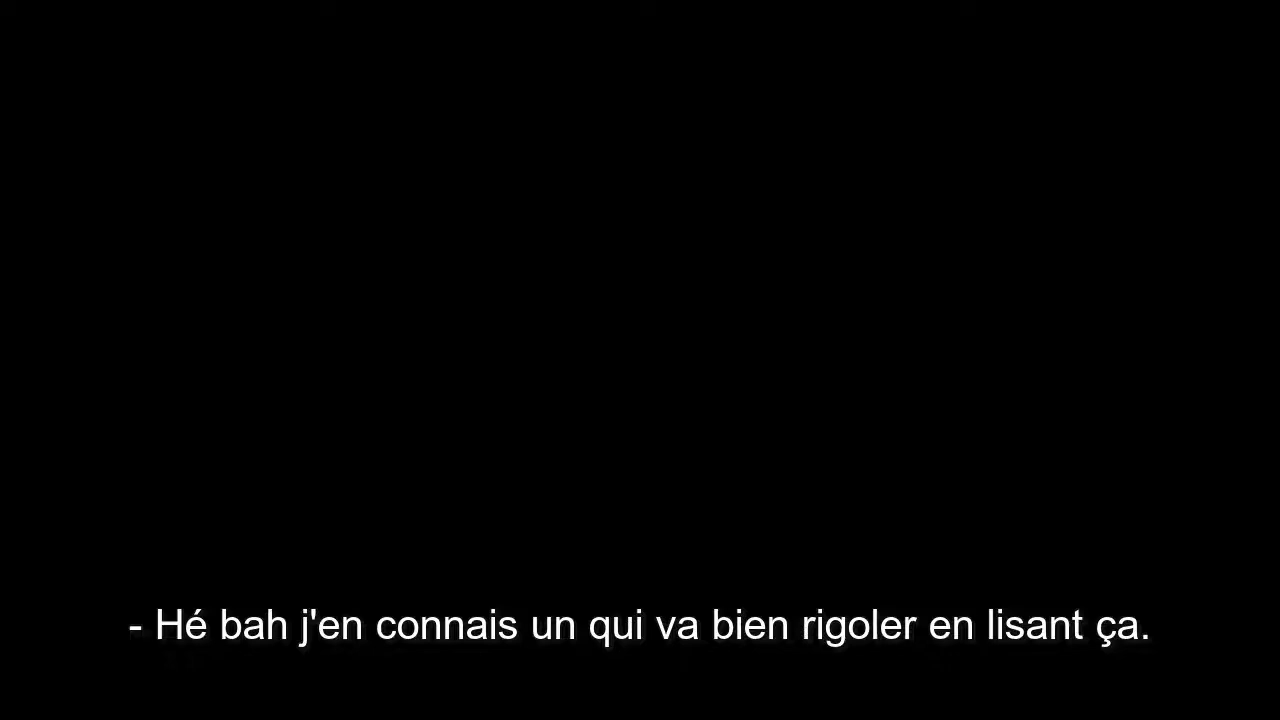 - Hé bah j'en connais un qui va bien rigoler en lisant ça.